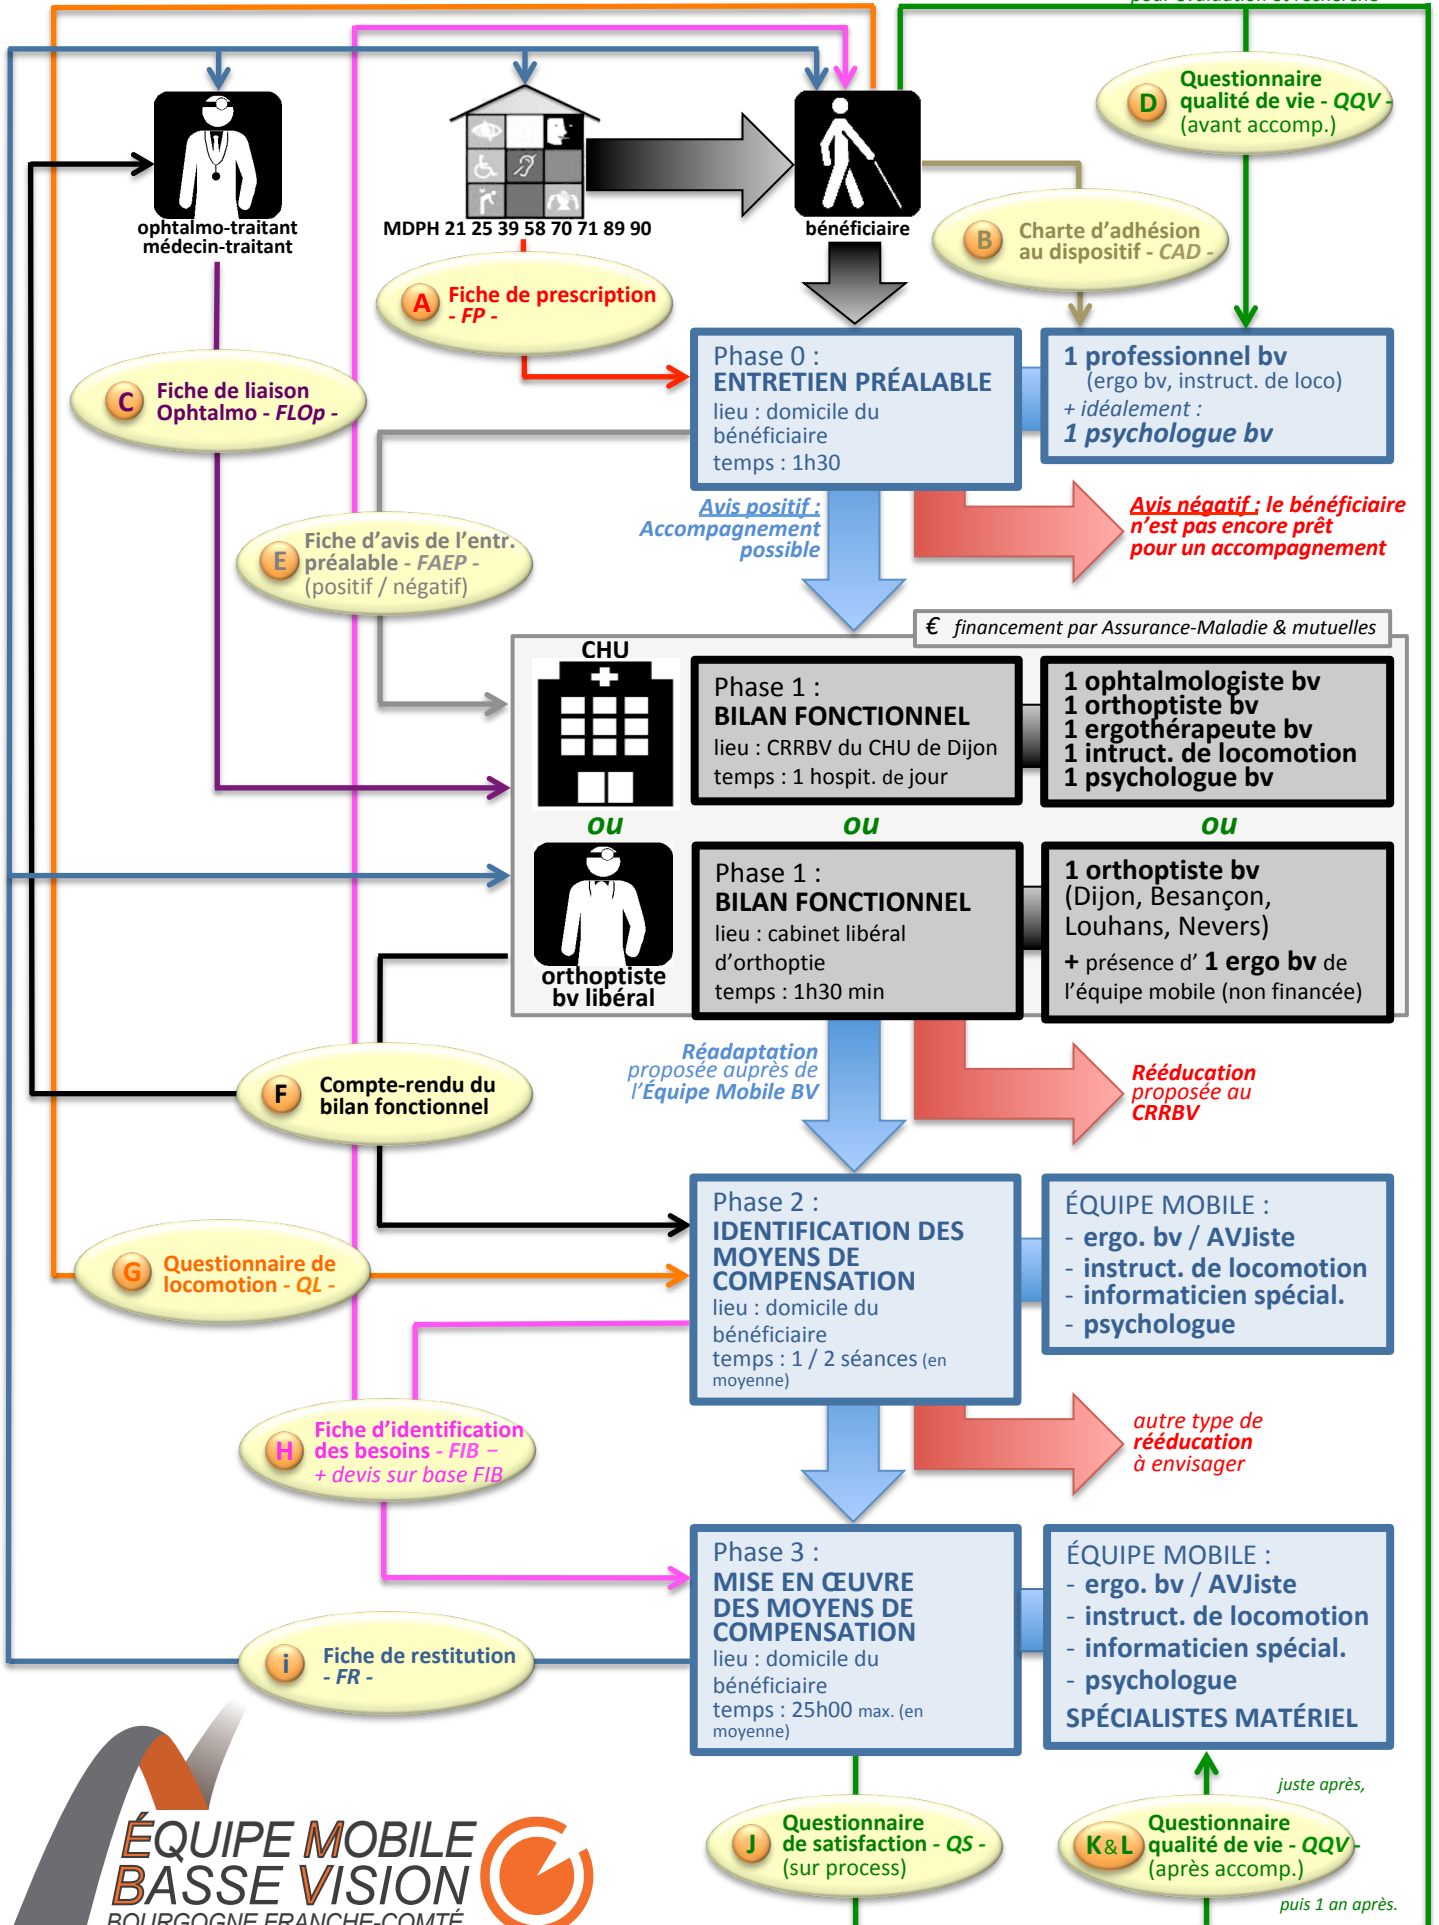 pour évaluation et recherche
D
Questionnaire
qualité de vie - QQV -
(avant accomp.)
ophtalmo-traitant
médecin-traitant
MDPH 21 25 39 58 70 71 89 90
bénéficiaire
B
Charte d'adhésion
au dispositif - CAD -
A
Fiche de prescription
- FP -
C
Fiche de liaison
Ophtalmo - FLOp -
Phase 0 :
ENTRETIEN PRÉALABLE
lieu : domicile du
bénéficiaire
temps : 1h30
1 professionnel bv
(ergo bv, instruct. de loco)
+ idéalement :
1 psychologue bv
Avis positif :
Accompagnement
possible
Avis négatif : le bénéficiaire
n'est pas encore prêt
pour un accompagnement
E
Fiche d'avis de l'entr.
préalable - FAEP -
(positif / négatif)
€ financement par Assurance-Maladie & mutuelles
CHU
Phase 1 :
BILAN FONCTIONNEL
lieu : CRRBV du CHU de Dijon
temps : 1 hospit. de jour
1 ophtalmologiste bv
1 orthoptiste bv
1 ergothérapeute bv
1 intruct. de locomotion
1 psychologue bv
ou
ou
ou
orthoptiste
bv libéral
Phase 1 :
BILAN FONCTIONNEL
lieu : cabinet libéral
d'orthoptie
temps : 1h30 min
1 orthoptiste bv
(Dijon, Besançon,
Louhans, Nevers)
+ présence d' 1 ergo bv de
l'équipe mobile (non financée)
Réadaptation
proposée auprès de
l'Équipe Mobile BV
Rééducation
proposée au
CRRBV
F
Compte-rendu du
bilan fonctionnel
G
Questionnaire de
locomotion - QL -
Phase 2 :
IDENTIFICATION DES
MOYENS DE
COMPENSATION
lieu : domicile du
bénéficiaire
temps : 1 / 2 séances (en
moyenne)
ÉQUIPE MOBILE :
- ergo. bv / AVJiste
- instruct. de locomotion
- informaticien spécial.
- psychologue
H
Fiche d'identification
des besoins - FIB –
+ devis sur base FIB
autre type de
rééducation
à envisager
Phase 3 :
MISE EN ŒUVRE
DES MOYENS DE
COMPENSATION
lieu : domicile du
bénéficiaire
temps : 25h00 max. (en
moyenne)
ÉQUIPE MOBILE :
- ergo. bv / AVJiste
- instruct. de locomotion
- informaticien spécial.
- psychologue
SPÉCIALISTES MATÉRIEL
i
Fiche de restitution
- FR -
juste après,
J
Questionnaire
de satisfaction - QS -
(sur process)
K&L
Questionnaire
qualité de vie - QQV -
(après accomp.)
puis 1 an après.
ÉQUIPE MOBILE
BASSE VISION
BOURGOGNE FRANCHE-COMTÉ